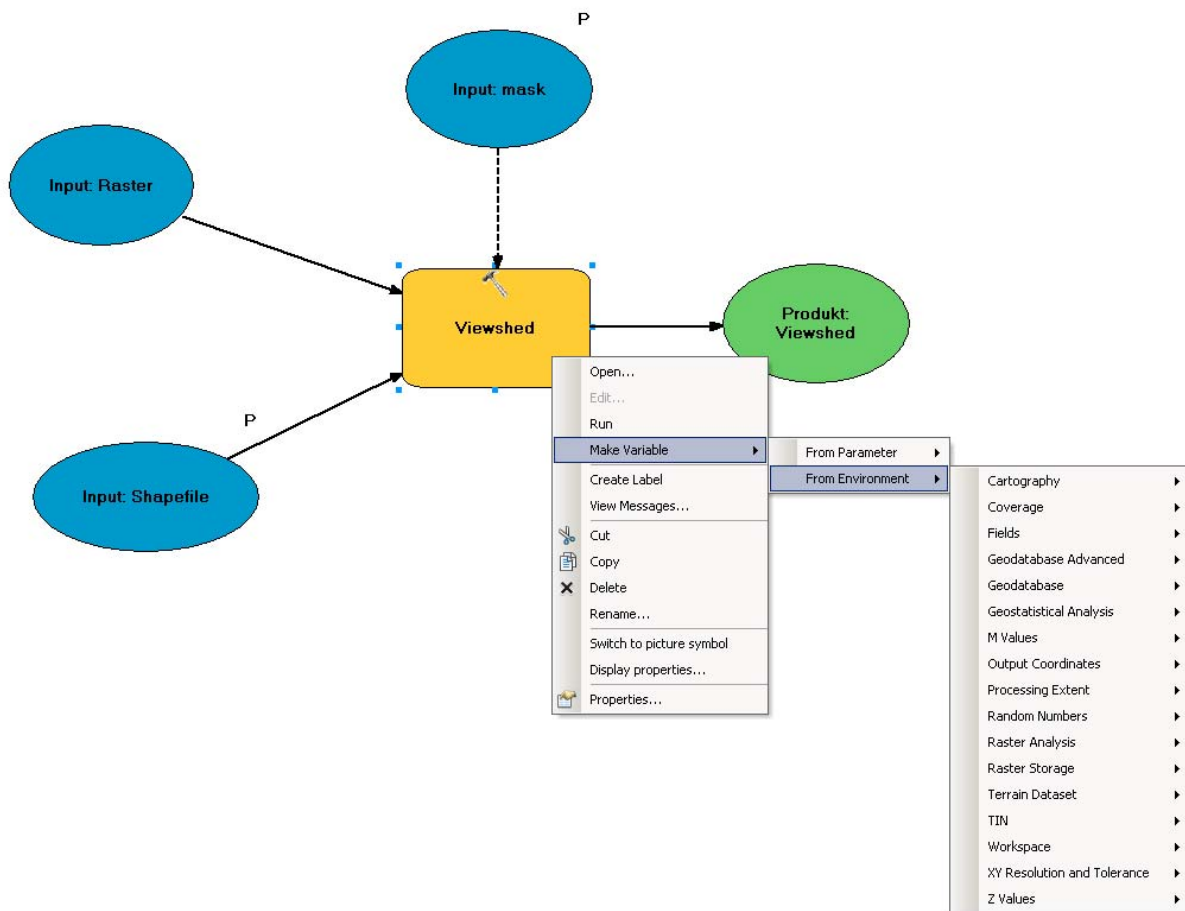 P
Input: mask
Input: Raster
Viewshed
Produkt:
Viewshed
P
Input: Shapefile
Open...
Edit...
Run
Make Variable
Create Label
View Messages...
Cut
Copy
Delete
Rename...
Switch to picture symbol
Display properties...
Properties...
From Parameter
From Environment
Cartography
Coverage
Fields
Geodatabase Advanced
Geodatabase
Geostatistical Analysis
M Values
Output Coordinates
Processing Extent
Random Numbers
Raster Analysis
Raster Storage
Terrain Dataset
TIN
Workspace
XY Resolution and Tolerance
Z Values